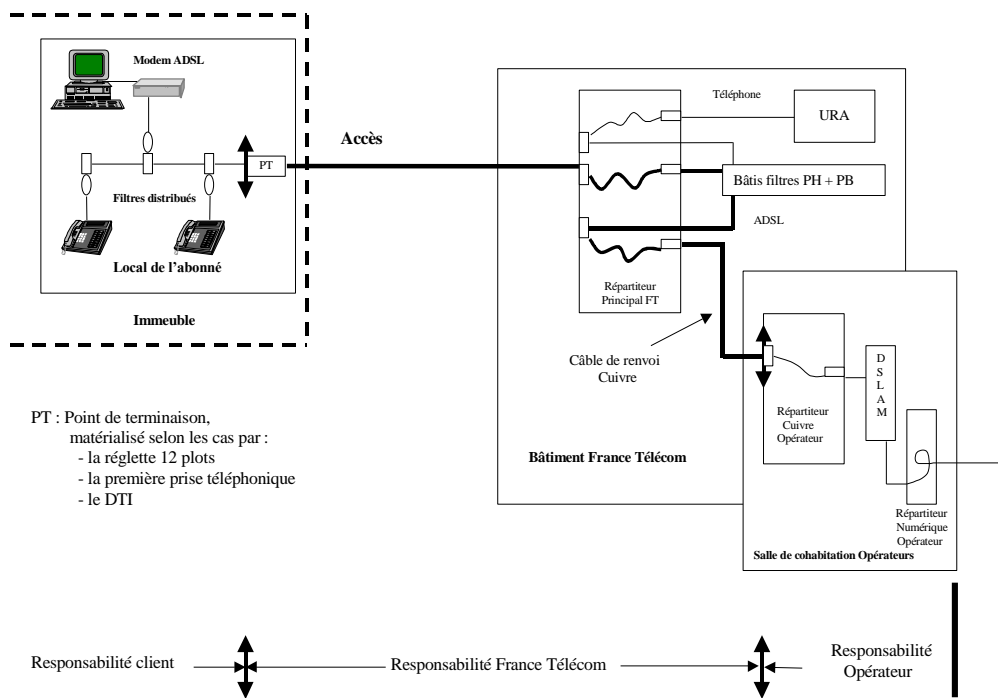 Modem ADSL
PT
Filtres distribués
Local de l'abonné
Immeuble
Accès
Téléphone
URA
Bâtis filtres PH + PB
ADSL
Répartiteur
Principal FT
Câble de renvoi
Cuivre
Bâtiment France Télécom
Répartiteur
Cuivre
Opérateur
D
S
L
A
M
Répartiteur
Numérique
Opérateur
Salle de cohabitation Opérateurs
PT : Point de terminaison,
matérialisé selon les cas par :
- la réglette 12 plots
- la première prise téléphonique
- le DTI
Responsabilité client
Responsabilité France Télécom
Responsabilité
Opérateur